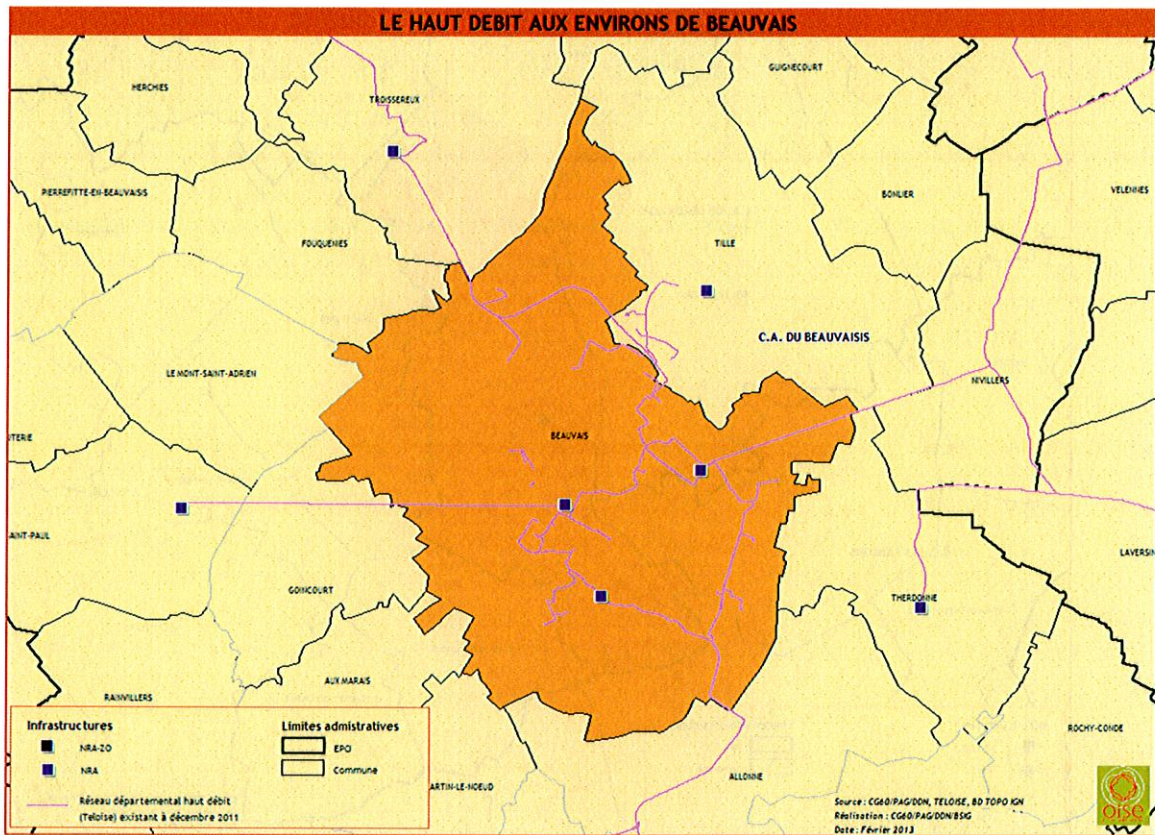 LE HAUT DEBIT AUX ENVIRONS DE BEAUVAIS
GUIGNECOURT
HERCHIES
TROISSEREUX
PIERREFITTE-EN-BEAUVAISIS
BONLIER
VELENNES
FOUQUENIES
TILLE
C.A. DU BEAUVAISIS
LE MONT-SAINT-ADRIEN
NIVILLERS
UTERIE
BEAUVAIS
AINT-PAUL
LAVERSIN
GOINCOURT
THERDONNE
AUX MARAIS
RAINVILLERS
ROCHY-CONDE
ALLONNE
ARTIN-LE-NOEUD
Infrastructures
NRA-ZO
NRA
Réseau départemental haut débit
(Teloise) existant à décembre 2011
Limites admistratives
EPCI
Commune
Source : CG60/PAG/DDN, TELOISE, BD TOPO IGN
Réalisation : CG60/PAG/DDN/BSIG
Date : Février 2013
oise